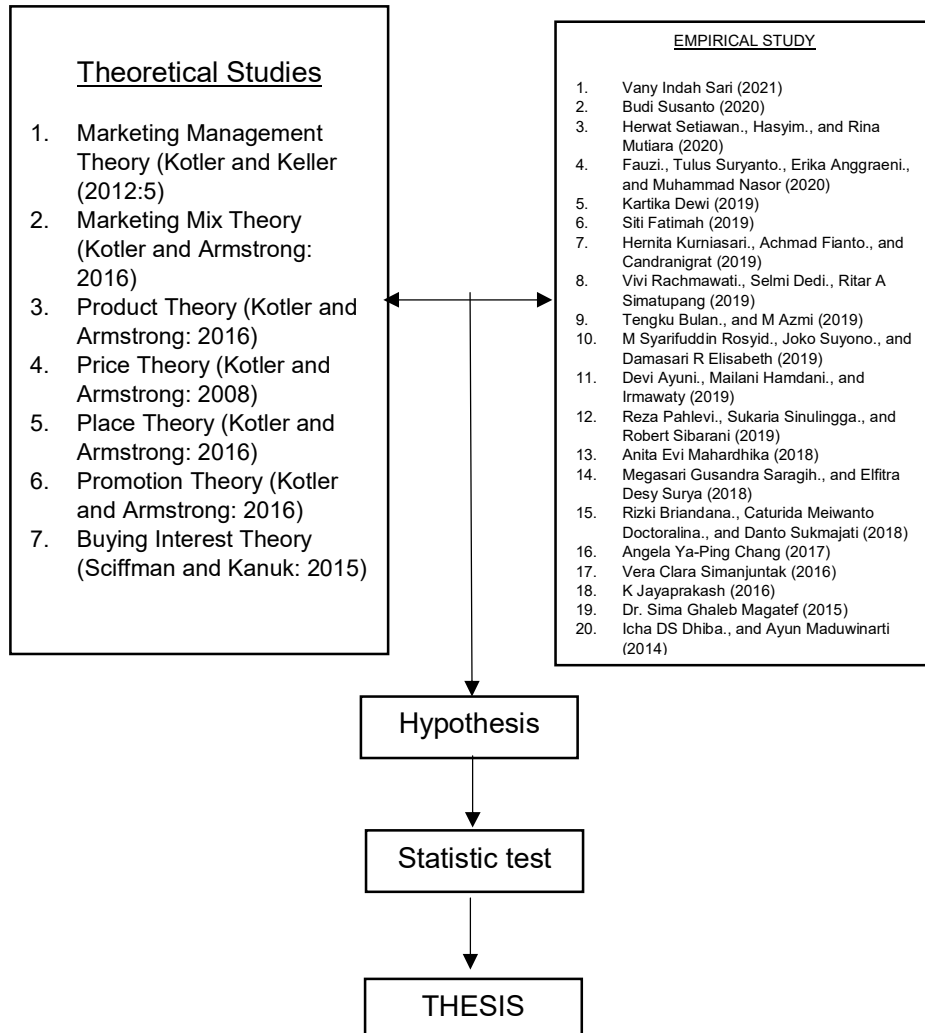 Theoretical Studies
1. Marketing Management
Theory (Kotler and Keller
(2012:5)
2. Marketing Mix Theory
(Kotler and Armstrong:
2016)
3. Product Theory (Kotler and
Armstrong: 2016)
4. Price Theory (Kotler and
Armstrong: 2008)
5. Place Theory (Kotler and
Armstrong: 2016)
6. Promotion Theory (Kotler
and Armstrong: 2016)
7. Buying Interest Theory
(Sciffman and Kanuk: 2015)
EMPIRICAL STUDY
1. Vany Indah Sari (2021)
2. Budi Susanto (2020)
3. Herwat Setiawan., Hasyim., and Rina
Mutiara (2020)
4. Fauzi., Tulus Suryanto., Erika Anggraeni.,
and Muhammad Nasor (2020)
5. Kartika Dewi (2019)
6. Siti Fatimah (2019)
7. Hernita Kurniasari., Achmad Fianto., and
Candranigrat (2019)
8. Vivi Rachmawati., Selmi Dedi., Ritar A
Simatupang (2019)
9. Tengku Bulan., and M Azmi (2019)
10. M Syarifuddin Rosyid., Joko Suyono., and
Damasari R Elisabeth (2019)
11. Devi Ayuni., Mailani Hamdani., and
Irmawaty (2019)
12. Reza Pahlevi., Sukaria Sinulingga., and
Robert Sibarani (2019)
13. Anita Evi Mahardhika (2018)
14. Megasari Gusandra Saragih., and Elfitra
Desy Surya (2018)
15. Rizki Briandana., Caturida Meiwanto
Doctoralina., and Danto Sukmajati (2018)
16. Angela Ya-Ping Chang (2017)
17. Vera Clara Simanjuntak (2016)
18. K Jayaprakash (2016)
19. Dr. Sima Ghaleb Magatef (2015)
20. Icha DS Dhiba., and Ayun Maduwinarti
(2014)
Hypothesis
Statistic test
THESIS